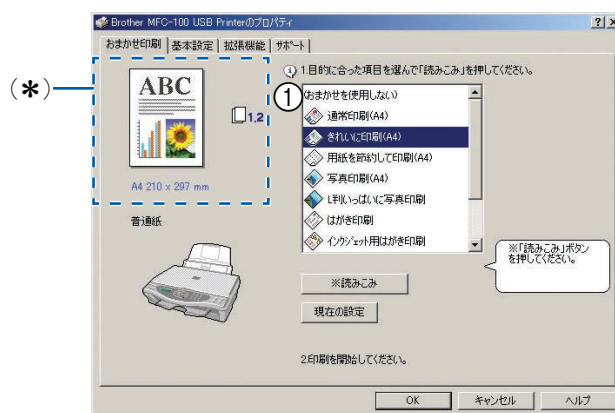 Brother MFC-100 USB Printerのプロパティ
おまかせ印刷 基本設定 拡張機能 サポート
(*)
ABC
1,2
A4 210 x 297 mm
普通紙
1.目的に合った項目を選んで「読みこみ」を押してください。
①
(おまかせを使用しない)
通常印刷(A4)
きれいに印刷(A4)
用紙を節約して印刷(A4)
写真印刷(A4)
L判いっぱいに写真印刷
はがき印刷
インクジェット用はがき印刷
※「読みこみ」ボタン
を押してください。
※読みこみ
現在の設定
2.印刷を開始してください。
OK キャンセル ヘルプ